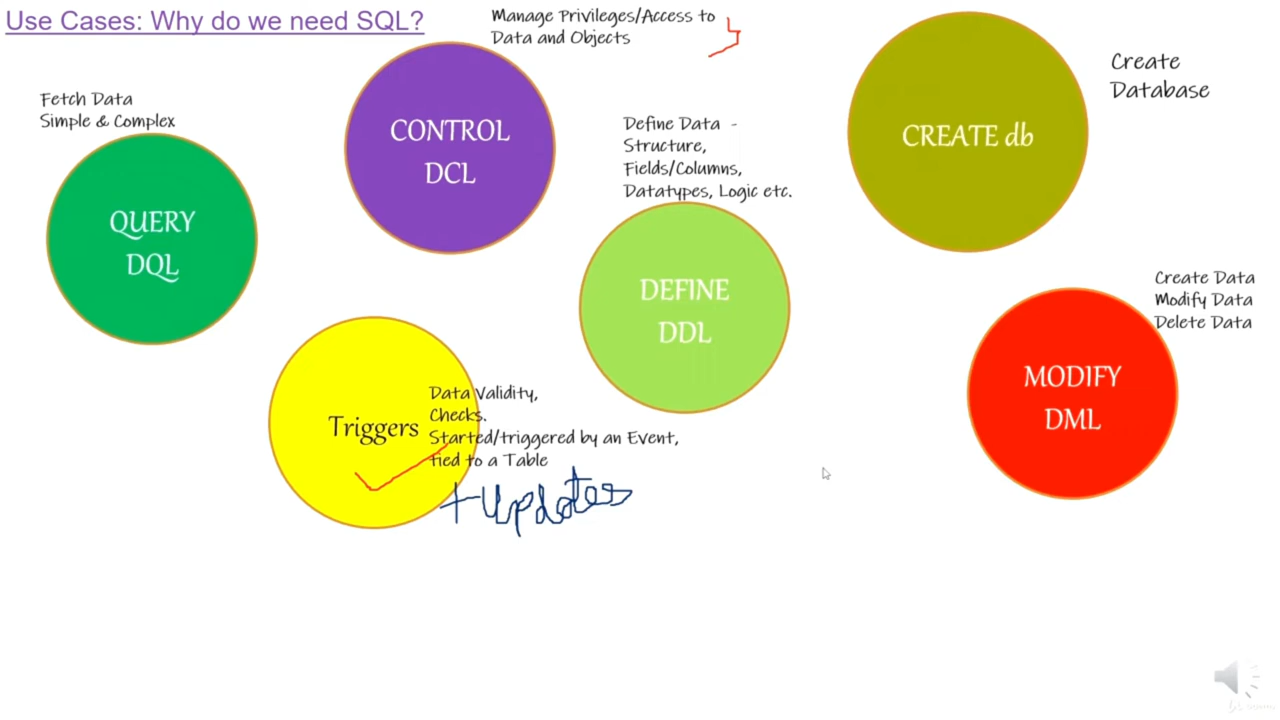 Use Cases: Why do we need SQL?
Manage Privileges/Access to
Data and Objects
Fetch Data
Simple & Complex
QUERY
DQL
CONTROL
DCL
Define Data -
Structure,
Fields/Columns,
Datatypes, Logic etc.
DEFINE
DDL
CREATE db
Create
Database
Create Data
Modify Data
Delete Data
MODIFY
DML
Triggers
Data Validity,
Checks.
Started/triggered by an Event,
tied to a Table
+ Updates